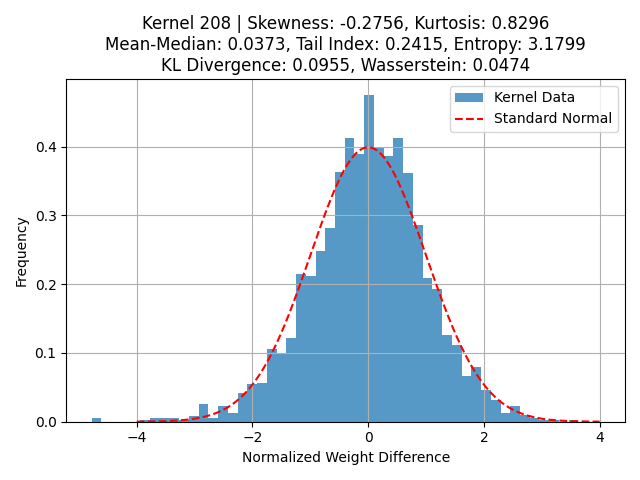 Kernel 208 | Skewness: -0.2756, Kurtosis: 0.8296
Mean-Median: 0.0373, Tail Index: 0.2415, Entropy: 3.1799
KL Divergence: 0.0955, Wasserstein: 0.0474
Kernel Data
Standard Normal
Frequency
0.4
0.3
0.2
0.1
0.0
−4
−2
0
2
4
Normalized Weight Difference